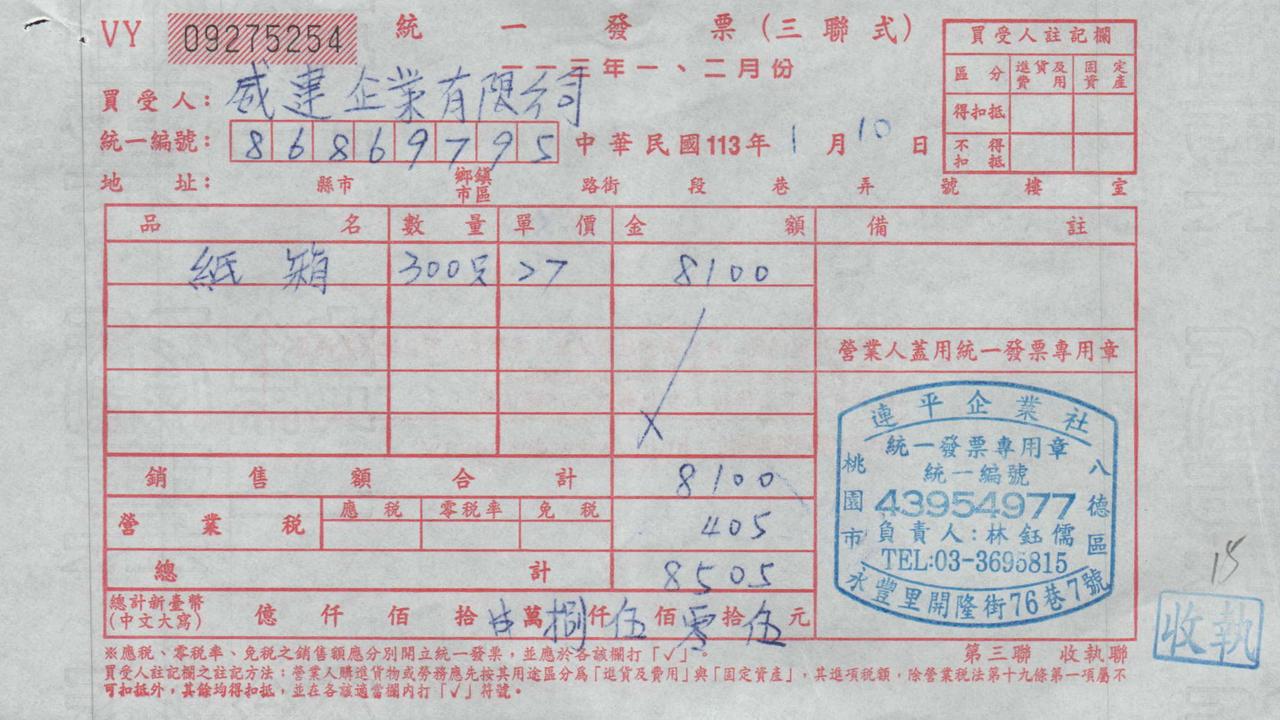 VY 09275254 統一發票(三聯式)
一一三年一、二月份
買受人: 威建企業有限公司
統一編號: 86869795 中華民國113年1月10日
地址: 縣市 鄉鎮市區 路街 段 巷 弄 號 樓 室
買受人註記欄
區分 進貨及費用 固定資產
得扣抵
不得扣抵
品名 數量 單價 金額 備註
紙箱 300只 27 8100
營業人蓋用統一發票專用章
銷售額合計 8100
營業稅 應稅 零稅率 免稅 405
總計 8505
總計新臺幣(中文大寫) 億 仟 佰 拾 萬 捌 仟 伍 佰 零 拾 伍 元
連平企業社
統一發票專用章
統一編號
43954977
負責人:林鈺儒
TEL:03-3695815
桃園市
八德區
永豐里開隆街76巷7號
15
收執
※應稅、零稅率、免稅之銷售額應分別開立統一發票,並應於各該欄打「✓」。
第三聯 收執聯
買受人註記欄之註記方法:營業人購進貨物或勞務應先按其用途區分為「進貨及費用」與「固定資產」,其進項稅額,除營業稅法第十九條第一項屬不
可扣抵外,其餘均得扣抵,並在各該適當欄內打「✓」符號。